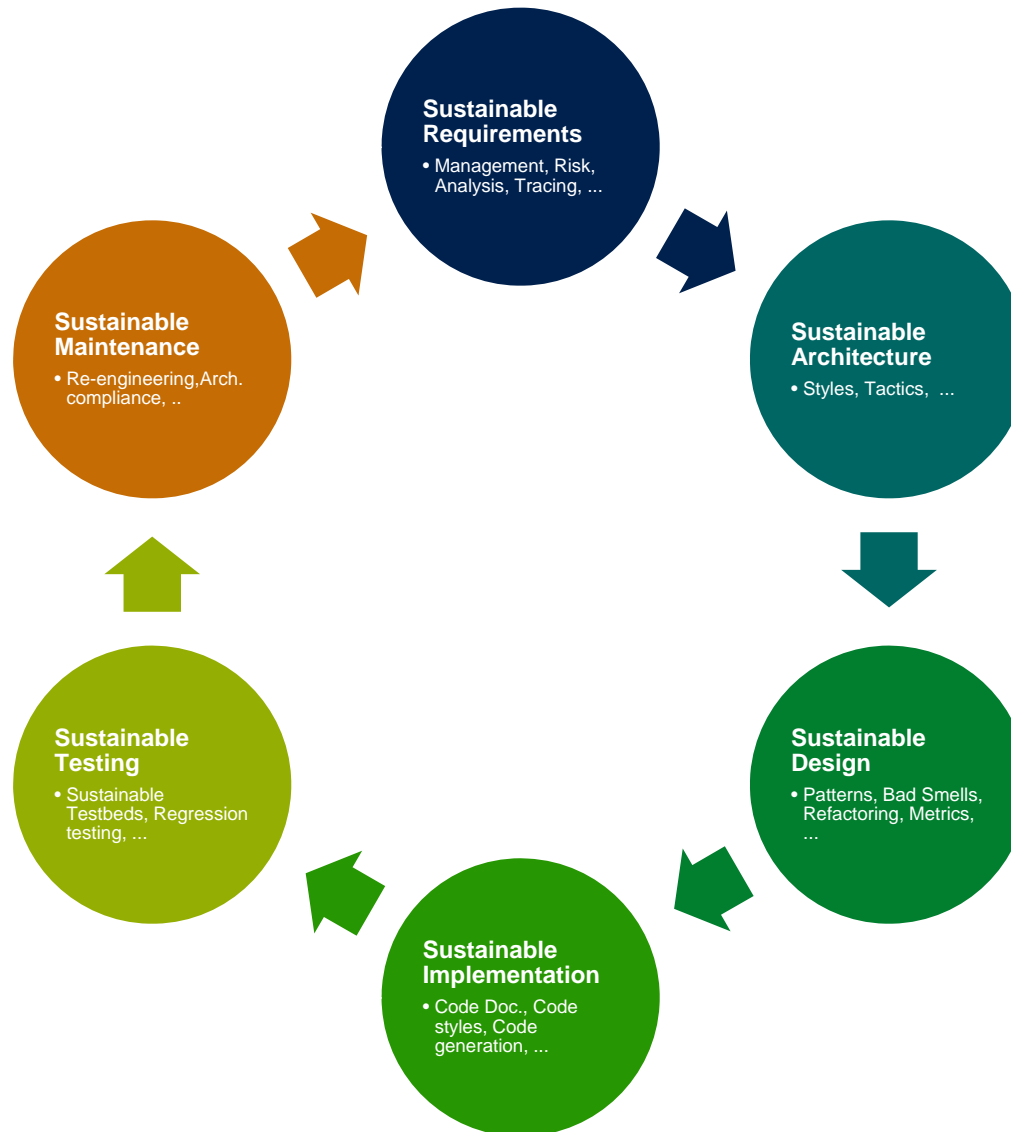 Sustainable
Requirements
• Management, Risk,
Analysis, Tracing, ...
Sustainable
Architecture
• Styles, Tactics, ...
Sustainable
Design
• Patterns, Bad Smells,
Refactoring, Metrics,
...
Sustainable
Implementation
• Code Doc., Code
styles, Code
generation, ...
Sustainable
Testing
• Sustainable
Testbeds, Regression
testing, ...
Sustainable
Maintenance
• Re-engineering,Arch.
compliance, ..